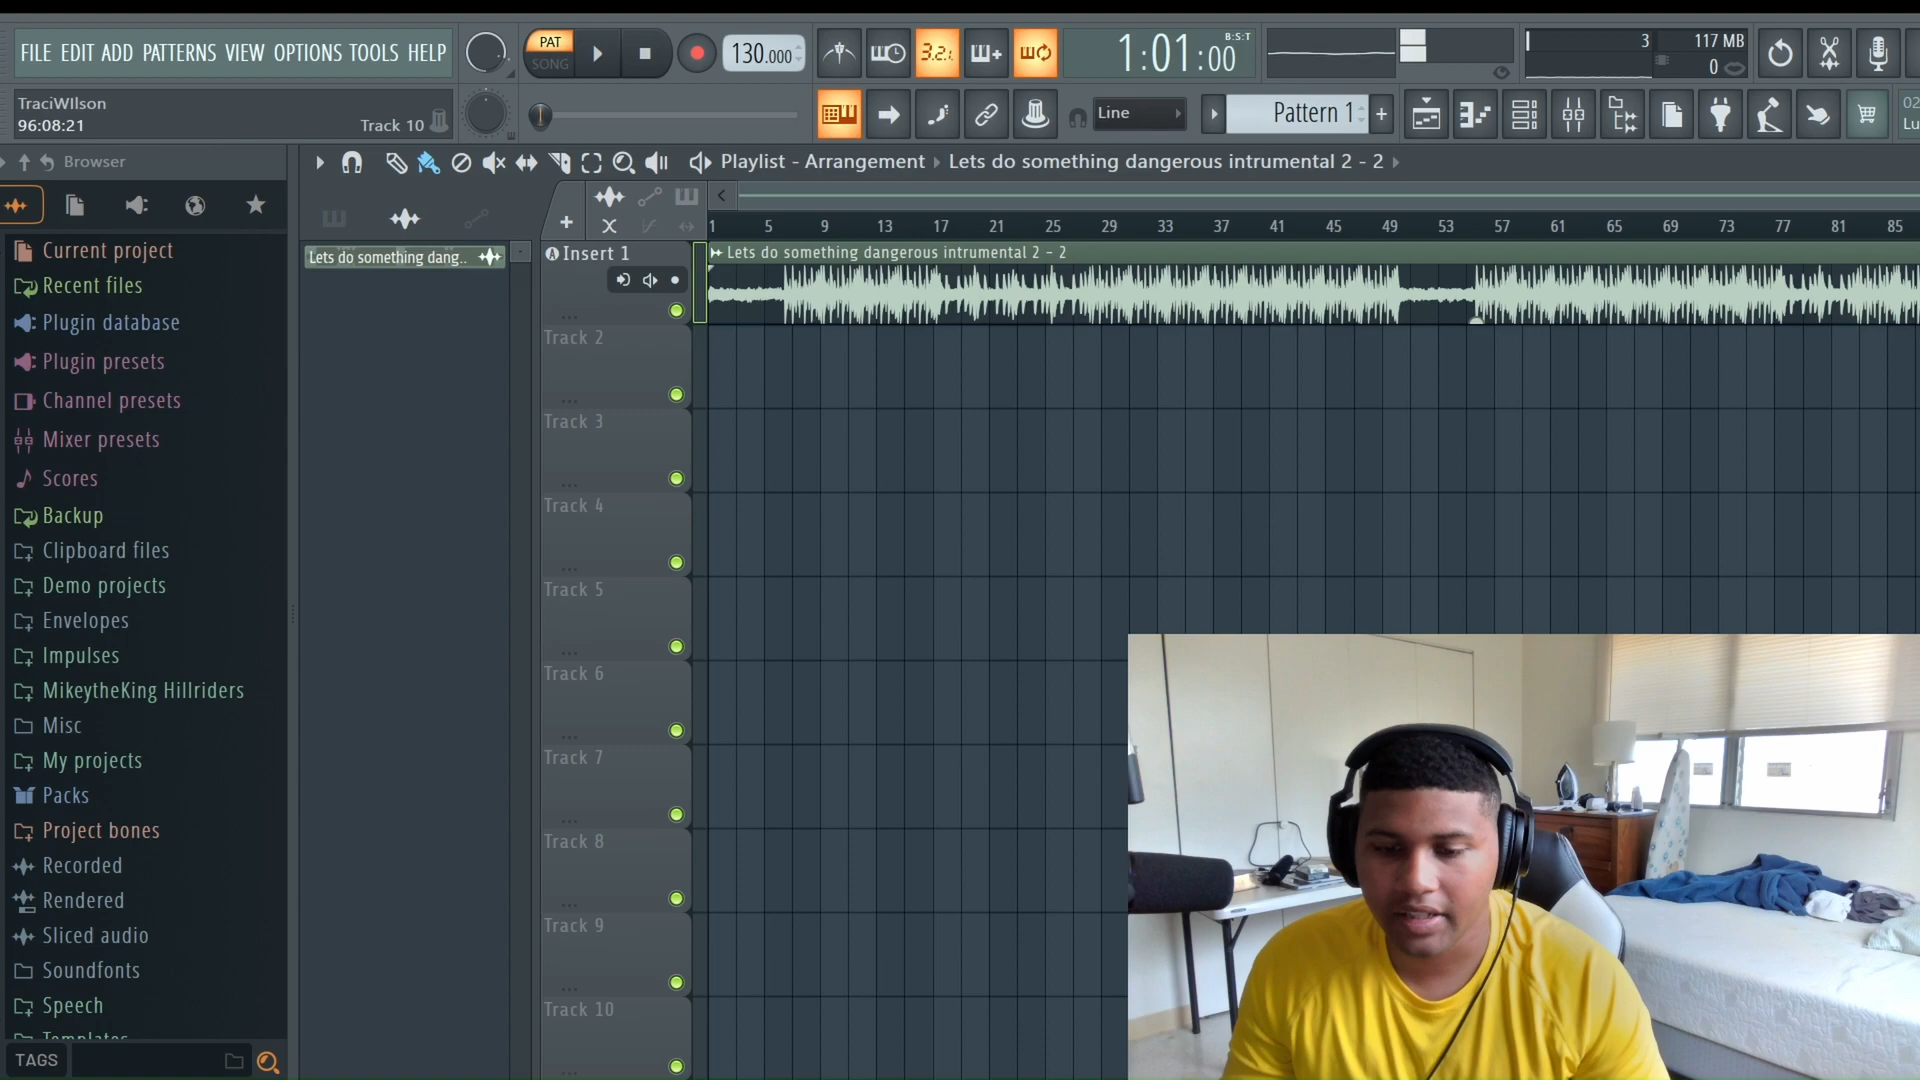 FILE EDIT ADD PATTERNS VIEW OPTIONS TOOLS HELP
PAT
SONG
130.000
3.2.
1:01:00
B:S:T
3
117 MB
0
TraciWIlson
96:08:21
Track 10
Line
Pattern 1
02
Lu
Browser
Playlist - Arrangement
Lets do something dangerous intrumental 2 - 2
1 5 9 13 17 21 25 29 33 37 41 45 49 53 57 61 65 69 73 77 81 85
Current project
Recent files
Plugin database
Plugin presets
Channel presets
Mixer presets
Scores
Backup
Clipboard files
Demo projects
Envelopes
Impulses
MikeytheKing Hillriders
Misc
My projects
Packs
Project bones
Recorded
Rendered
Sliced audio
Soundfonts
Speech
Templates
TAGS
Lets do something dang..
Insert 1
Lets do something dangerous intrumental 2 - 2
Track 2
Track 3
Track 4
Track 5
Track 6
Track 7
Track 8
Track 9
Track 10